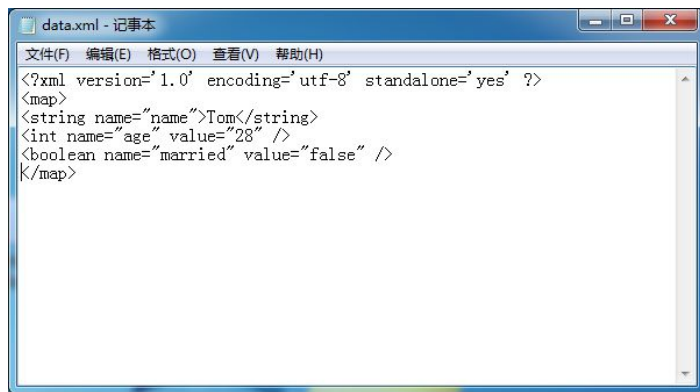 data.xml - 记事本
文件(F) 编辑(E) 格式(O) 查看(V) 帮助(H)
<?xml version='1.0' encoding='utf-8' standalone='yes' ?>
<map>
<string name="name">Tom</string>
<int name="age" value="28" />
<boolean name="married" value="false" />
</map>